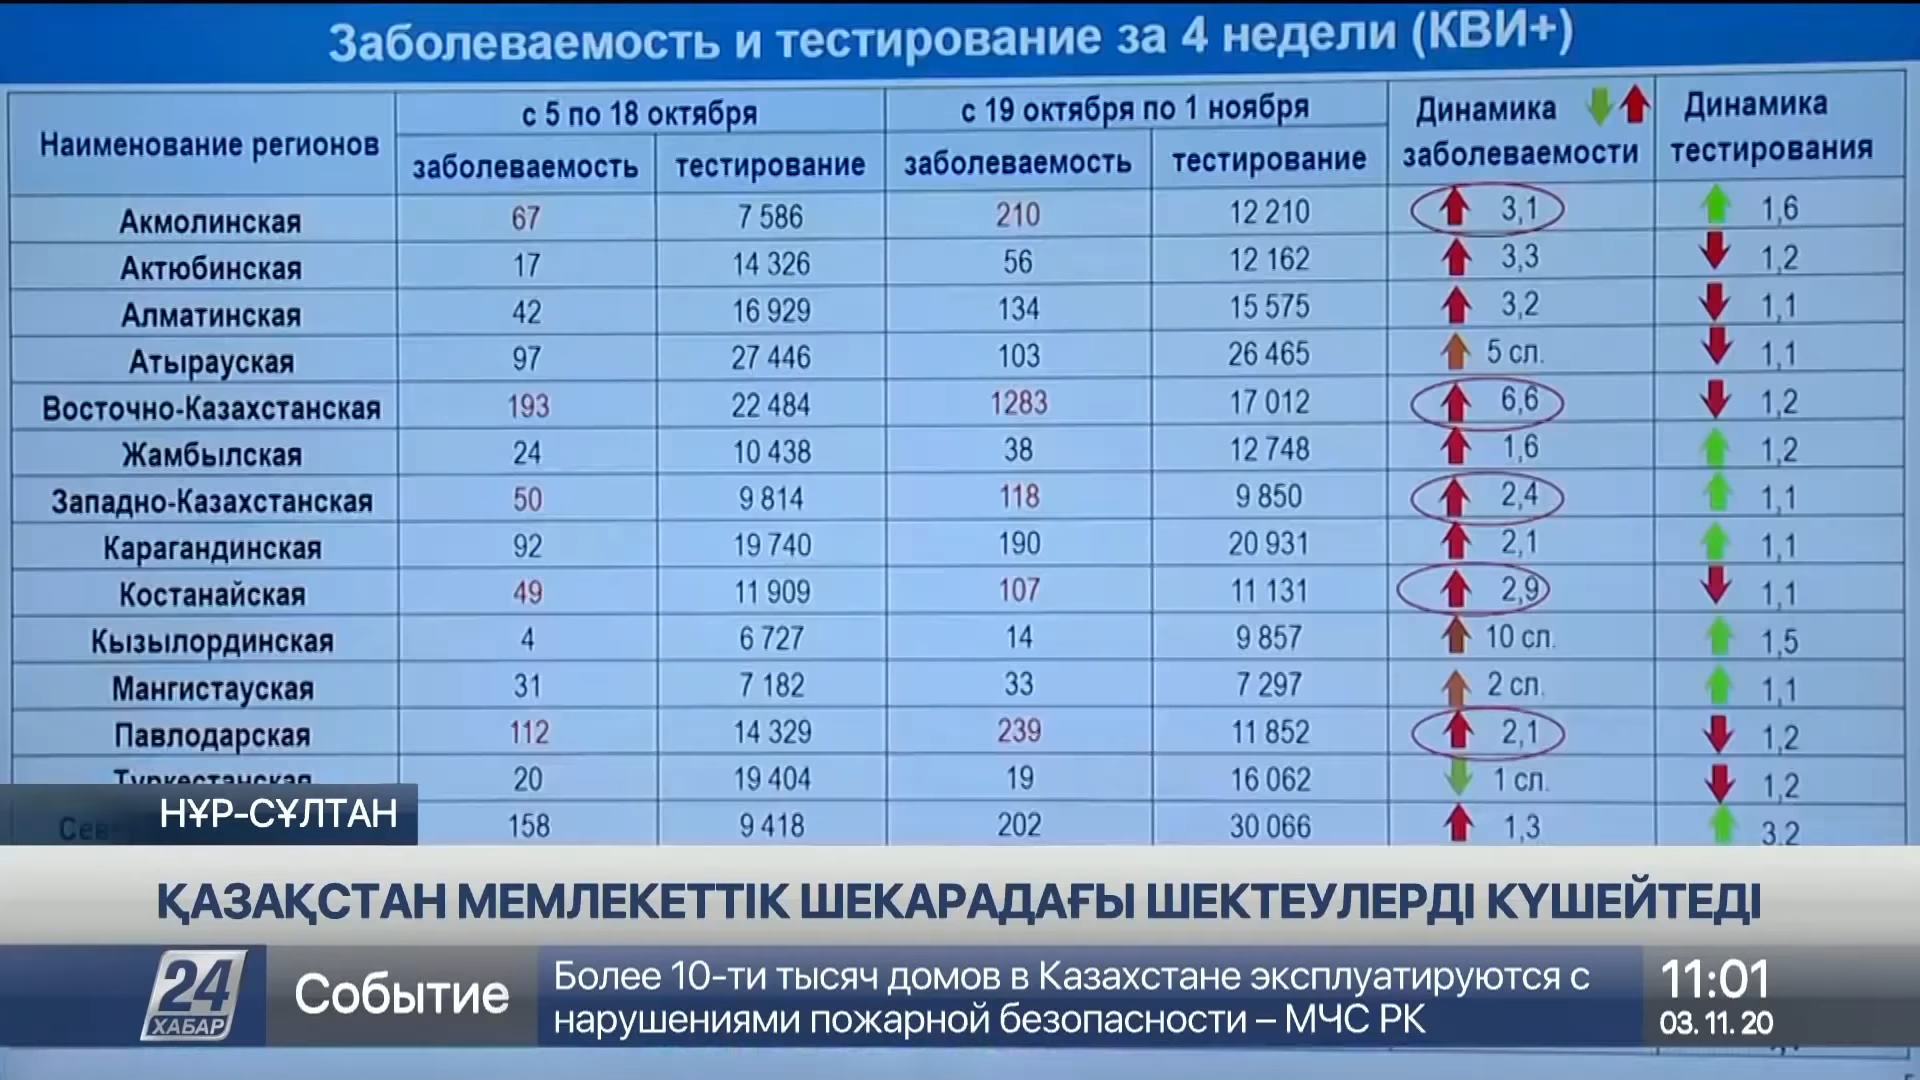 Заболеваемость и тестирование за 4 недели (КВИ+)
Наименование регионов
с 5 по 18 октября
с 19 октября по 1 ноября
Динамика заболеваемости
Динамика тестирования
заболеваемость тестирование заболеваемость тестирование
Акмолинская 67 7 586 210 12 210 3,1 1,6
Актюбинская 17 14 326 56 12 162 3,3 1,2
Алматинская 42 16 929 134 15 575 3,2 1,1
Атырауская 97 27 446 103 26 465 5 сл. 1,1
Восточно-Казахстанская 193 22 484 1283 17 012 6,6 1,2
Жамбылская 24 10 438 38 12 748 1,6 1,2
Западно-Казахстанская 50 9 814 118 9 850 2,4 1,1
Карагандинская 92 19 740 190 20 931 2,1 1,1
Костанайская 49 11 909 107 11 131 2,9 1,1
Кызылординская 4 6 727 14 9 857 10 сл. 1,5
Мангистауская 31 7 182 33 7 297 2 сл. 1,1
Павлодарская 112 14 329 239 11 852 2,1 1,2
Туркестанская 20 19 404 19 16 062 1 сл. 1,2
158 9 418 202 30 066 1,3 3,2
НҰР-СҰЛТАН
ҚАЗАҚСТАН МЕМЛЕКЕТТІК ШЕКАРАДАҒЫ ШЕКТЕУЛЕРДІ КҮШЕЙТЕДІ
24
ХАБАР
Событие
Более 10-ти тысяч домов в Казахстане эксплуатируются с
нарушениями пожарной безопасности – МЧС РК
11:01
03. 11. 20